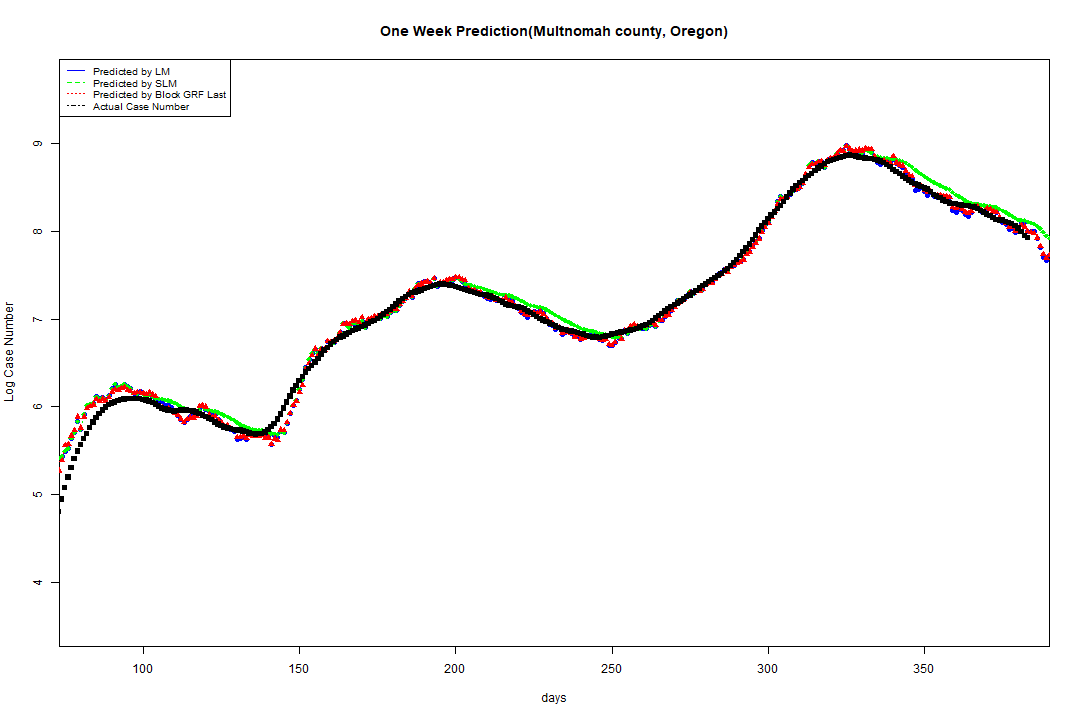 One Week Prediction(Multnomah county, Oregon)
Predicted by LM
Predicted by SLM
Predicted by Block GRF Last
Actual Case Number
9
8
7
6
5
4
Log Case Number
100 150 200 250 300 350
days